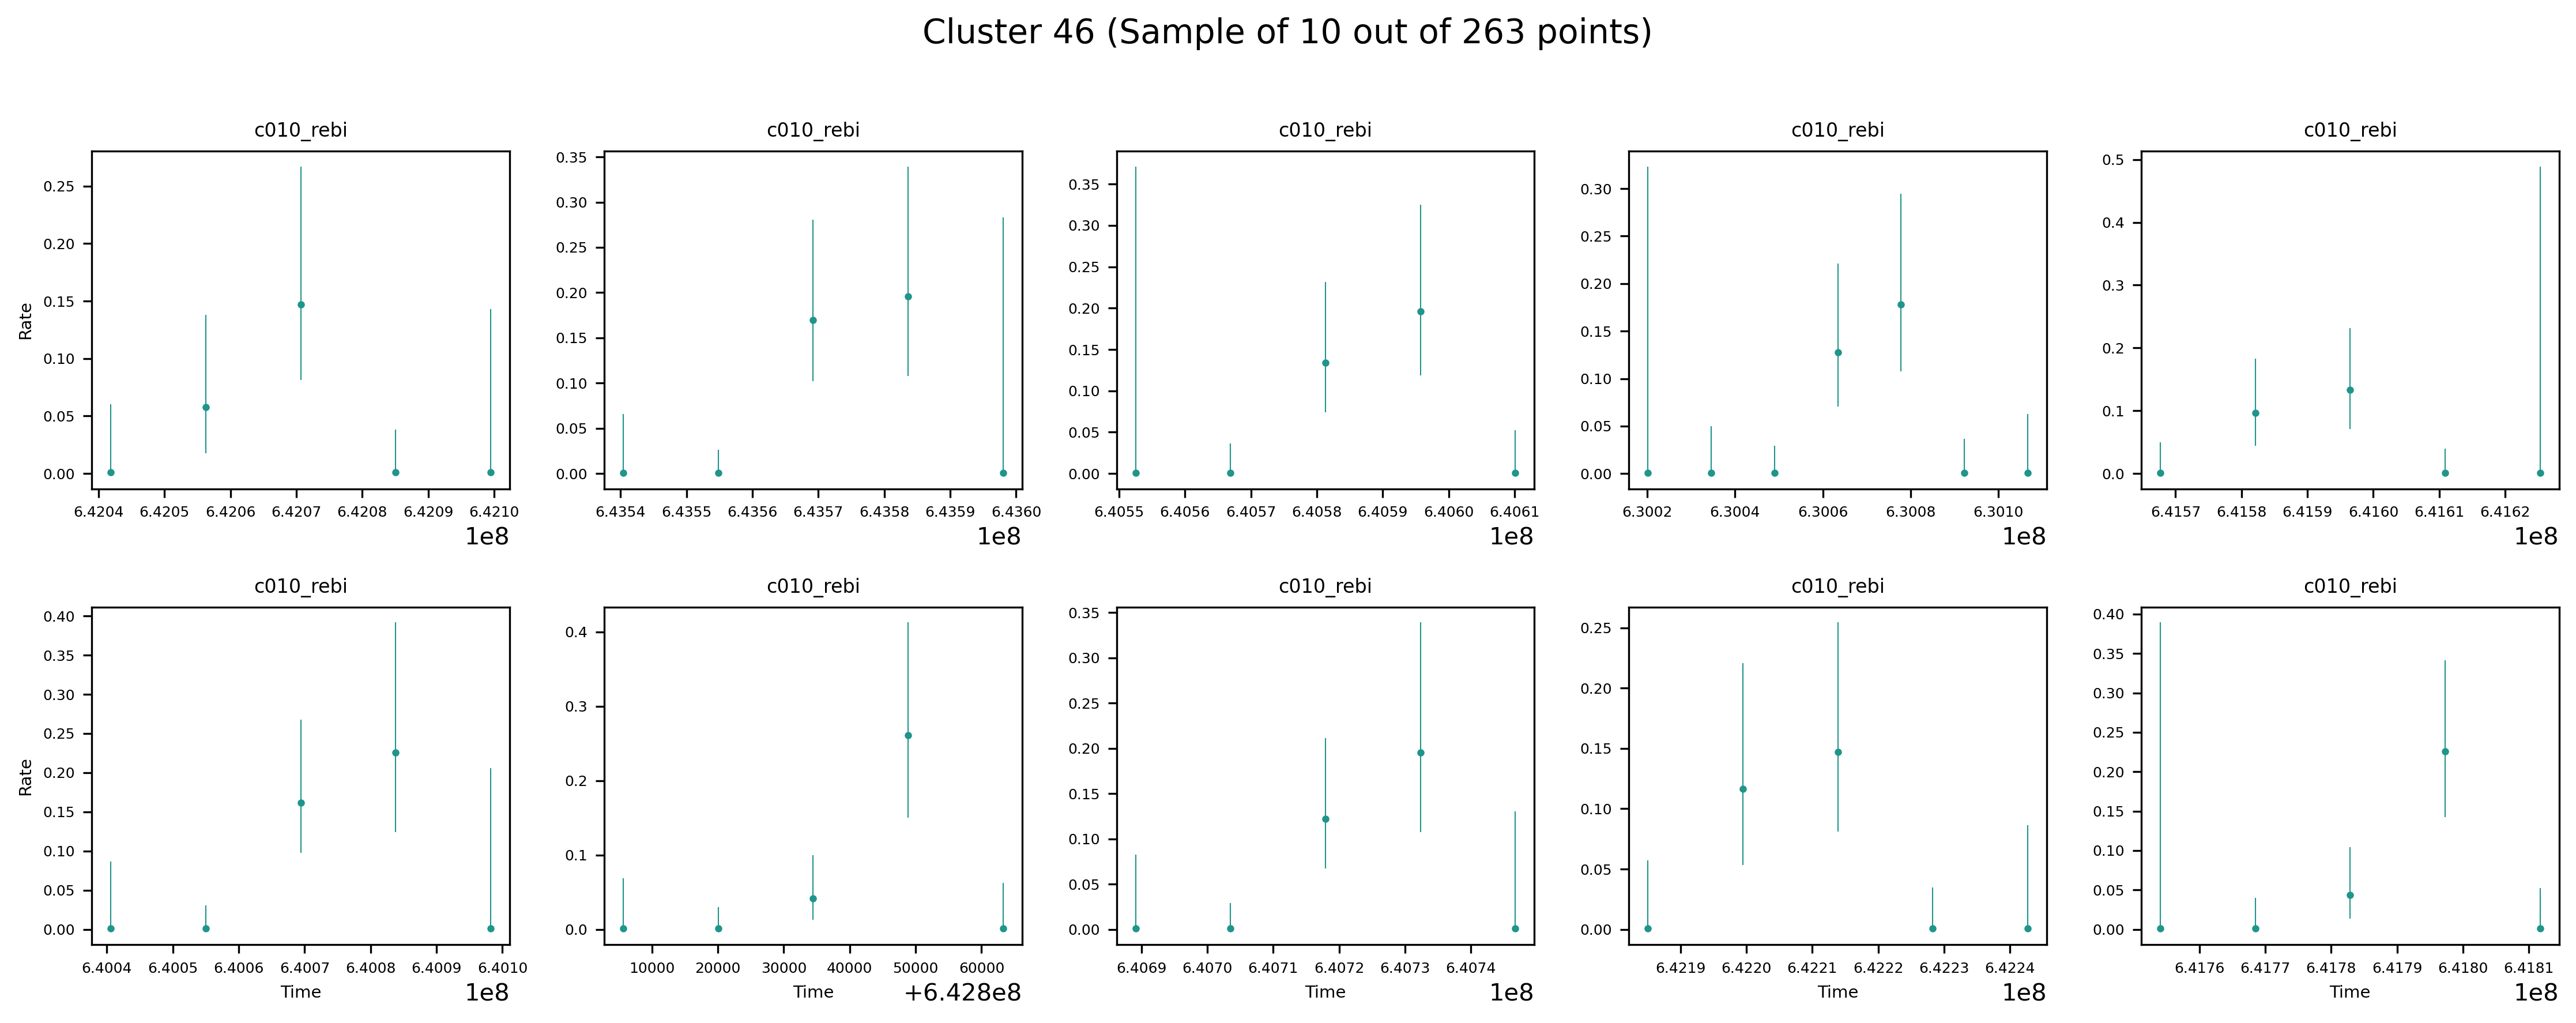 Cluster 46 (Sample of 10 out of 263 points)
c010_rebi c010_rebi c010_rebi c010_rebi c010_rebi
Rate
0.25
0.20
0.15
0.10
0.05
0.00
6.4204 6.4205 6.4206 6.4207 6.4208 6.4209 6.4210
1e8
0.35
0.30
0.25
0.20
0.15
0.10
0.05
0.00
6.4354 6.4355 6.4356 6.4357 6.4358 6.4359 6.4360
1e8
0.35
0.30
0.25
0.20
0.15
0.10
0.05
0.00
6.4055 6.4056 6.4057 6.4058 6.4059 6.4060 6.4061
1e8
0.30
0.25
0.20
0.15
0.10
0.05
0.00
6.3002 6.3004 6.3006 6.3008 6.3010
1e8
0.5
0.4
0.3
0.2
0.1
0.0
6.4157 6.4158 6.4159 6.4160 6.4161 6.4162
1e8
c010_rebi c010_rebi c010_rebi c010_rebi c010_rebi
Rate
0.40
0.35
0.30
0.25
0.20
0.15
0.10
0.05
0.00
6.4004 6.4005 6.4006 6.4007 6.4008 6.4009 6.4010
Time
1e8
0.4
0.3
0.2
0.1
0.0
10000 20000 30000 40000 50000 60000
Time
+6.428e8
0.35
0.30
0.25
0.20
0.15
0.10
0.05
0.00
6.4069 6.4070 6.4071 6.4072 6.4073 6.4074
Time
1e8
0.25
0.20
0.15
0.10
0.05
0.00
6.4219 6.4220 6.4221 6.4222 6.4223 6.4224
Time
1e8
0.40
0.35
0.30
0.25
0.20
0.15
0.10
0.05
0.00
6.4176 6.4177 6.4178 6.4179 6.4180 6.4181
Time
1e8